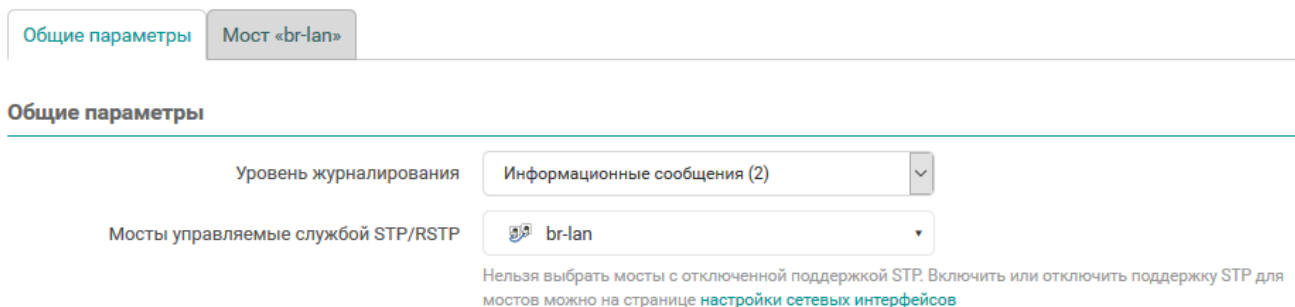 Общие параметры
Мост «br-lan»
Общие параметры
Уровень журналирования
Информационные сообщения (2)
Мосты управляемые службой STP/RSTP
br-lan
Нельзя выбрать мосты с отключенной поддержкой STP. Включить или отключить поддержку STP для
мостов можно на странице настройки сетевых интерфейсов